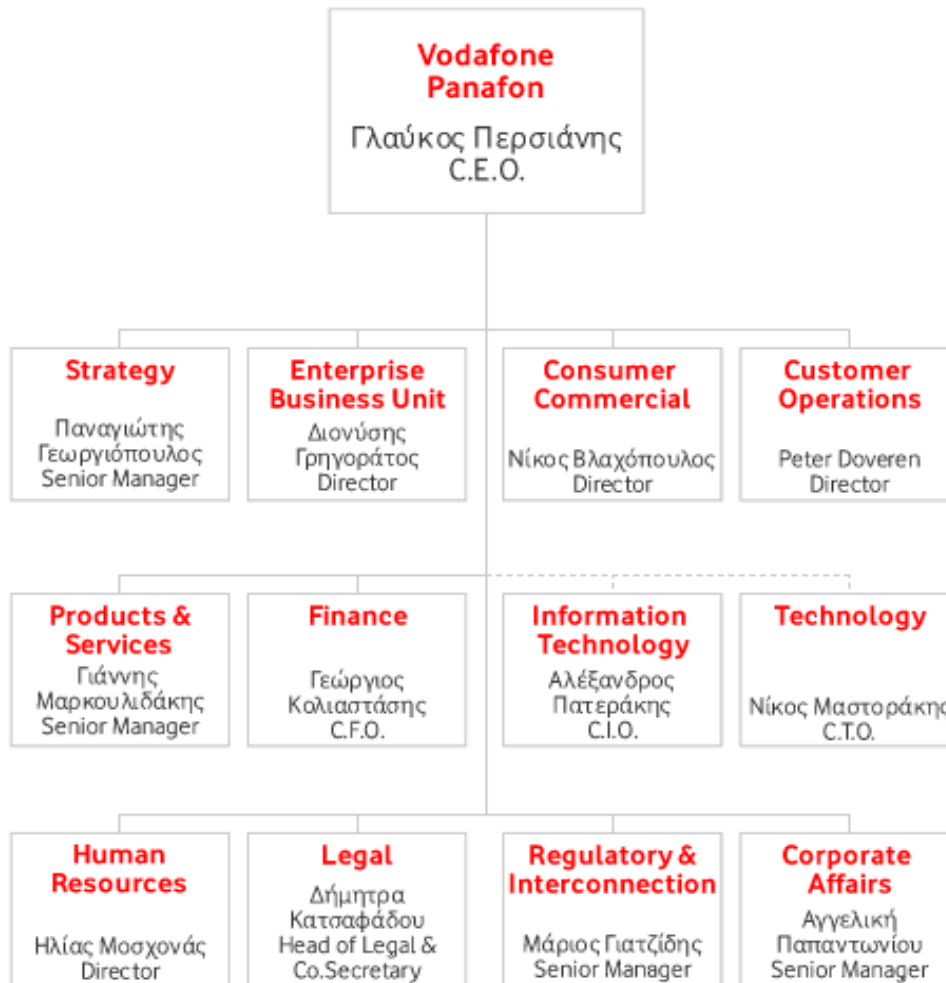 Vodafone
Panafon
Γλαύκος Περσιάνης
C.E.O.
Strategy
Παναγιώτης
Γεωργιόπουλος
Senior Manager
Enterprise
Business Unit
Διονύσης
Γρηγοράτος
Director
Consumer
Commercial
Νίκος Βλαχόπουλος
Director
Customer
Operations
Peter Doveren
Director
Products &
Services
Γιάννης
Μαρκουλιδάκης
Senior Manager
Finance
Γεώργιος
Κολιαστάσης
C.F.O.
Information
Technology
Αλέξανδρος
Πατεράκης
C.I.O.
Technology
Νίκος Μαστοράκης
C.T.O.
Human
Resources
Ηλίας Μοσχονάς
Director
Legal
Δήμητρα
Κατσαφάδου
Head of Legal &
Co.Secretary
Regulatory &
Interconnection
Μάριος Γιατζίδης
Senior Manager
Corporate
Affairs
Αγγελική
Παπαντωνίου
Senior Manager